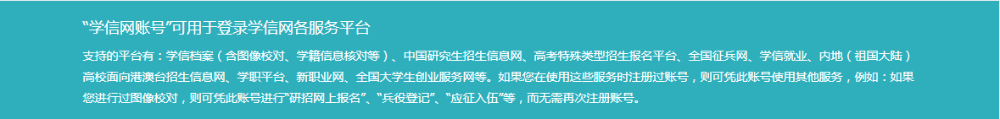 “学信网账号”可用于登录学信网各服务平台
支持的平台有：学信档案（含图像校对、学籍信息核对等）、中国研究生招生信息网、高考特殊类型招生报名平台、全国征兵网、学信就业、内地（祖国大陆）
高校面向港澳台招生信息网、学职平台、新职业网、全国大学生创业服务网等。如果您在使用这些服务时注册过账号，则可凭此账号使用其他服务，例如：如果
您进行过图像校对，则可凭此账号进行“研招网上报名”、“兵役登记”、“应征入伍”等，而无需再次注册账号。